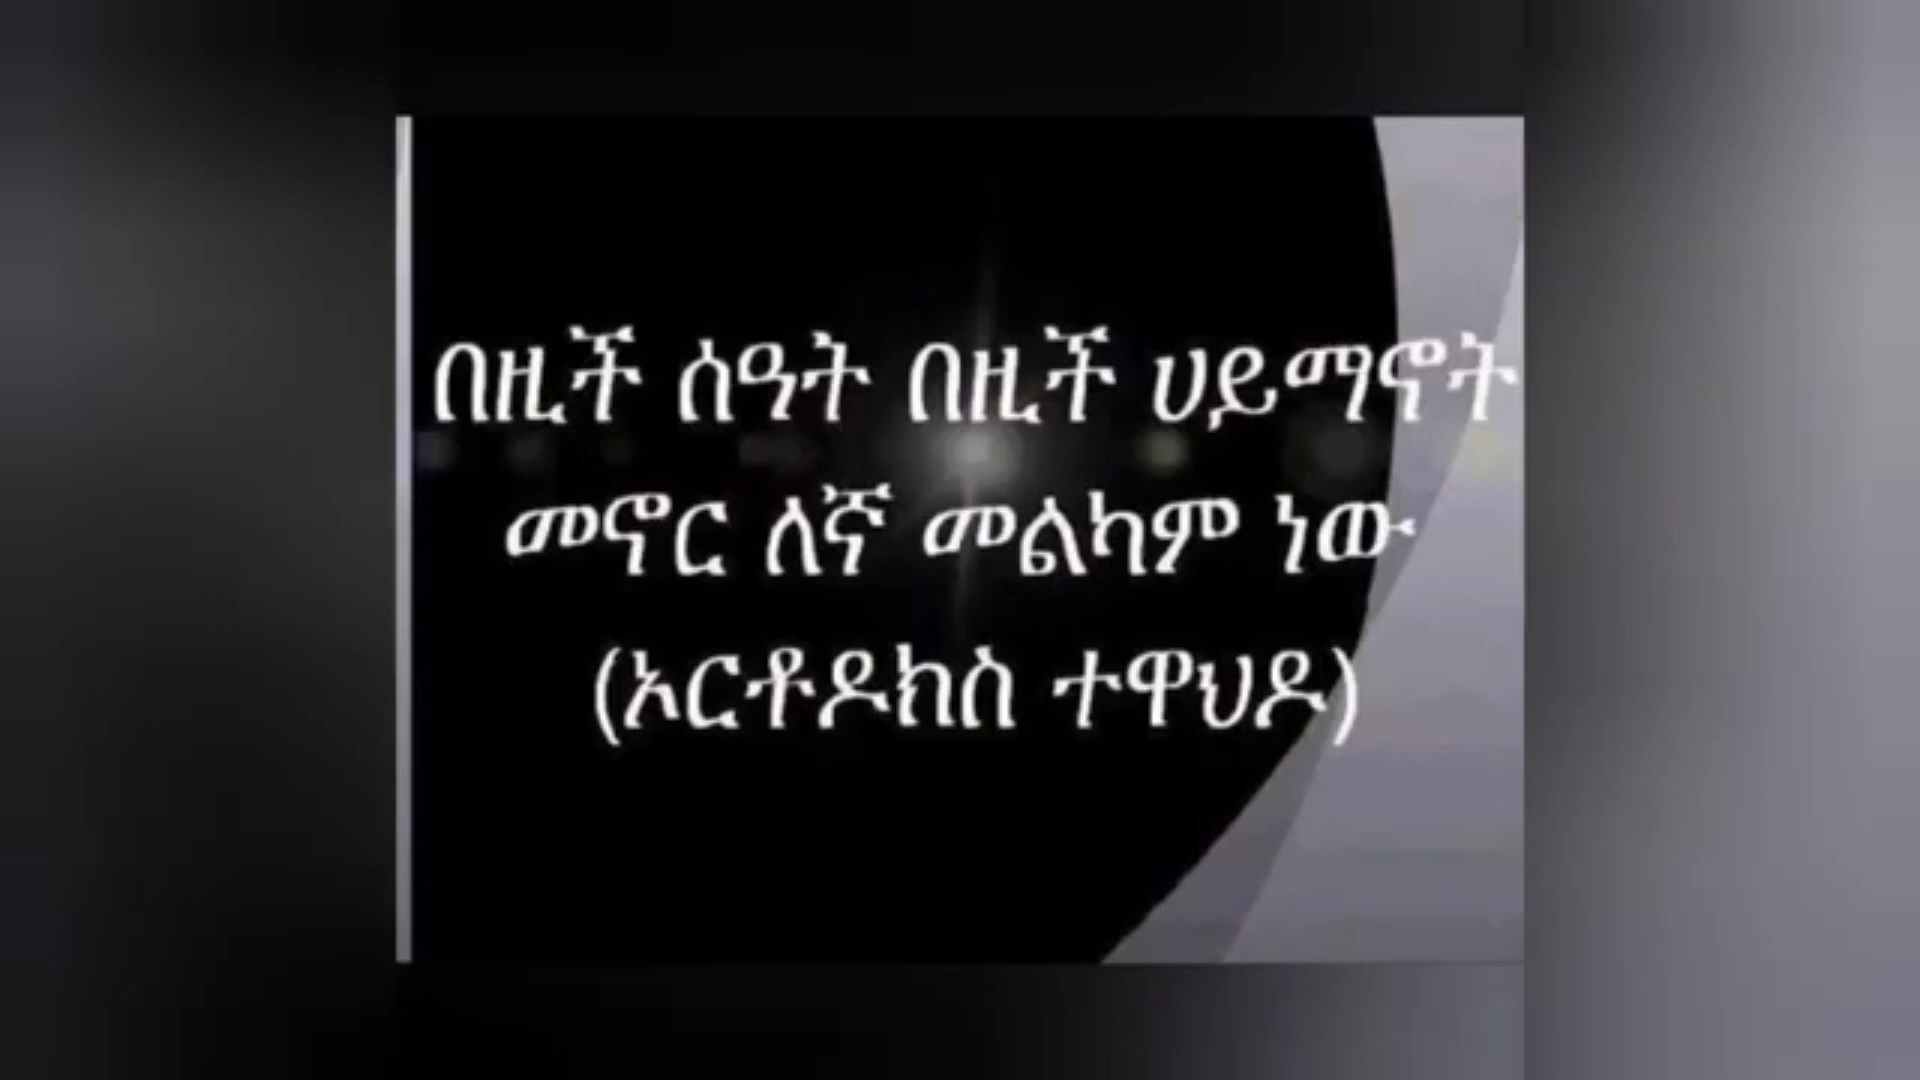 በዚች ሰዓት በዚች ሀይማኖት
መኖር ለኛ መልካም ነው
(ኦርቶዶክስ ተዋህዶ)